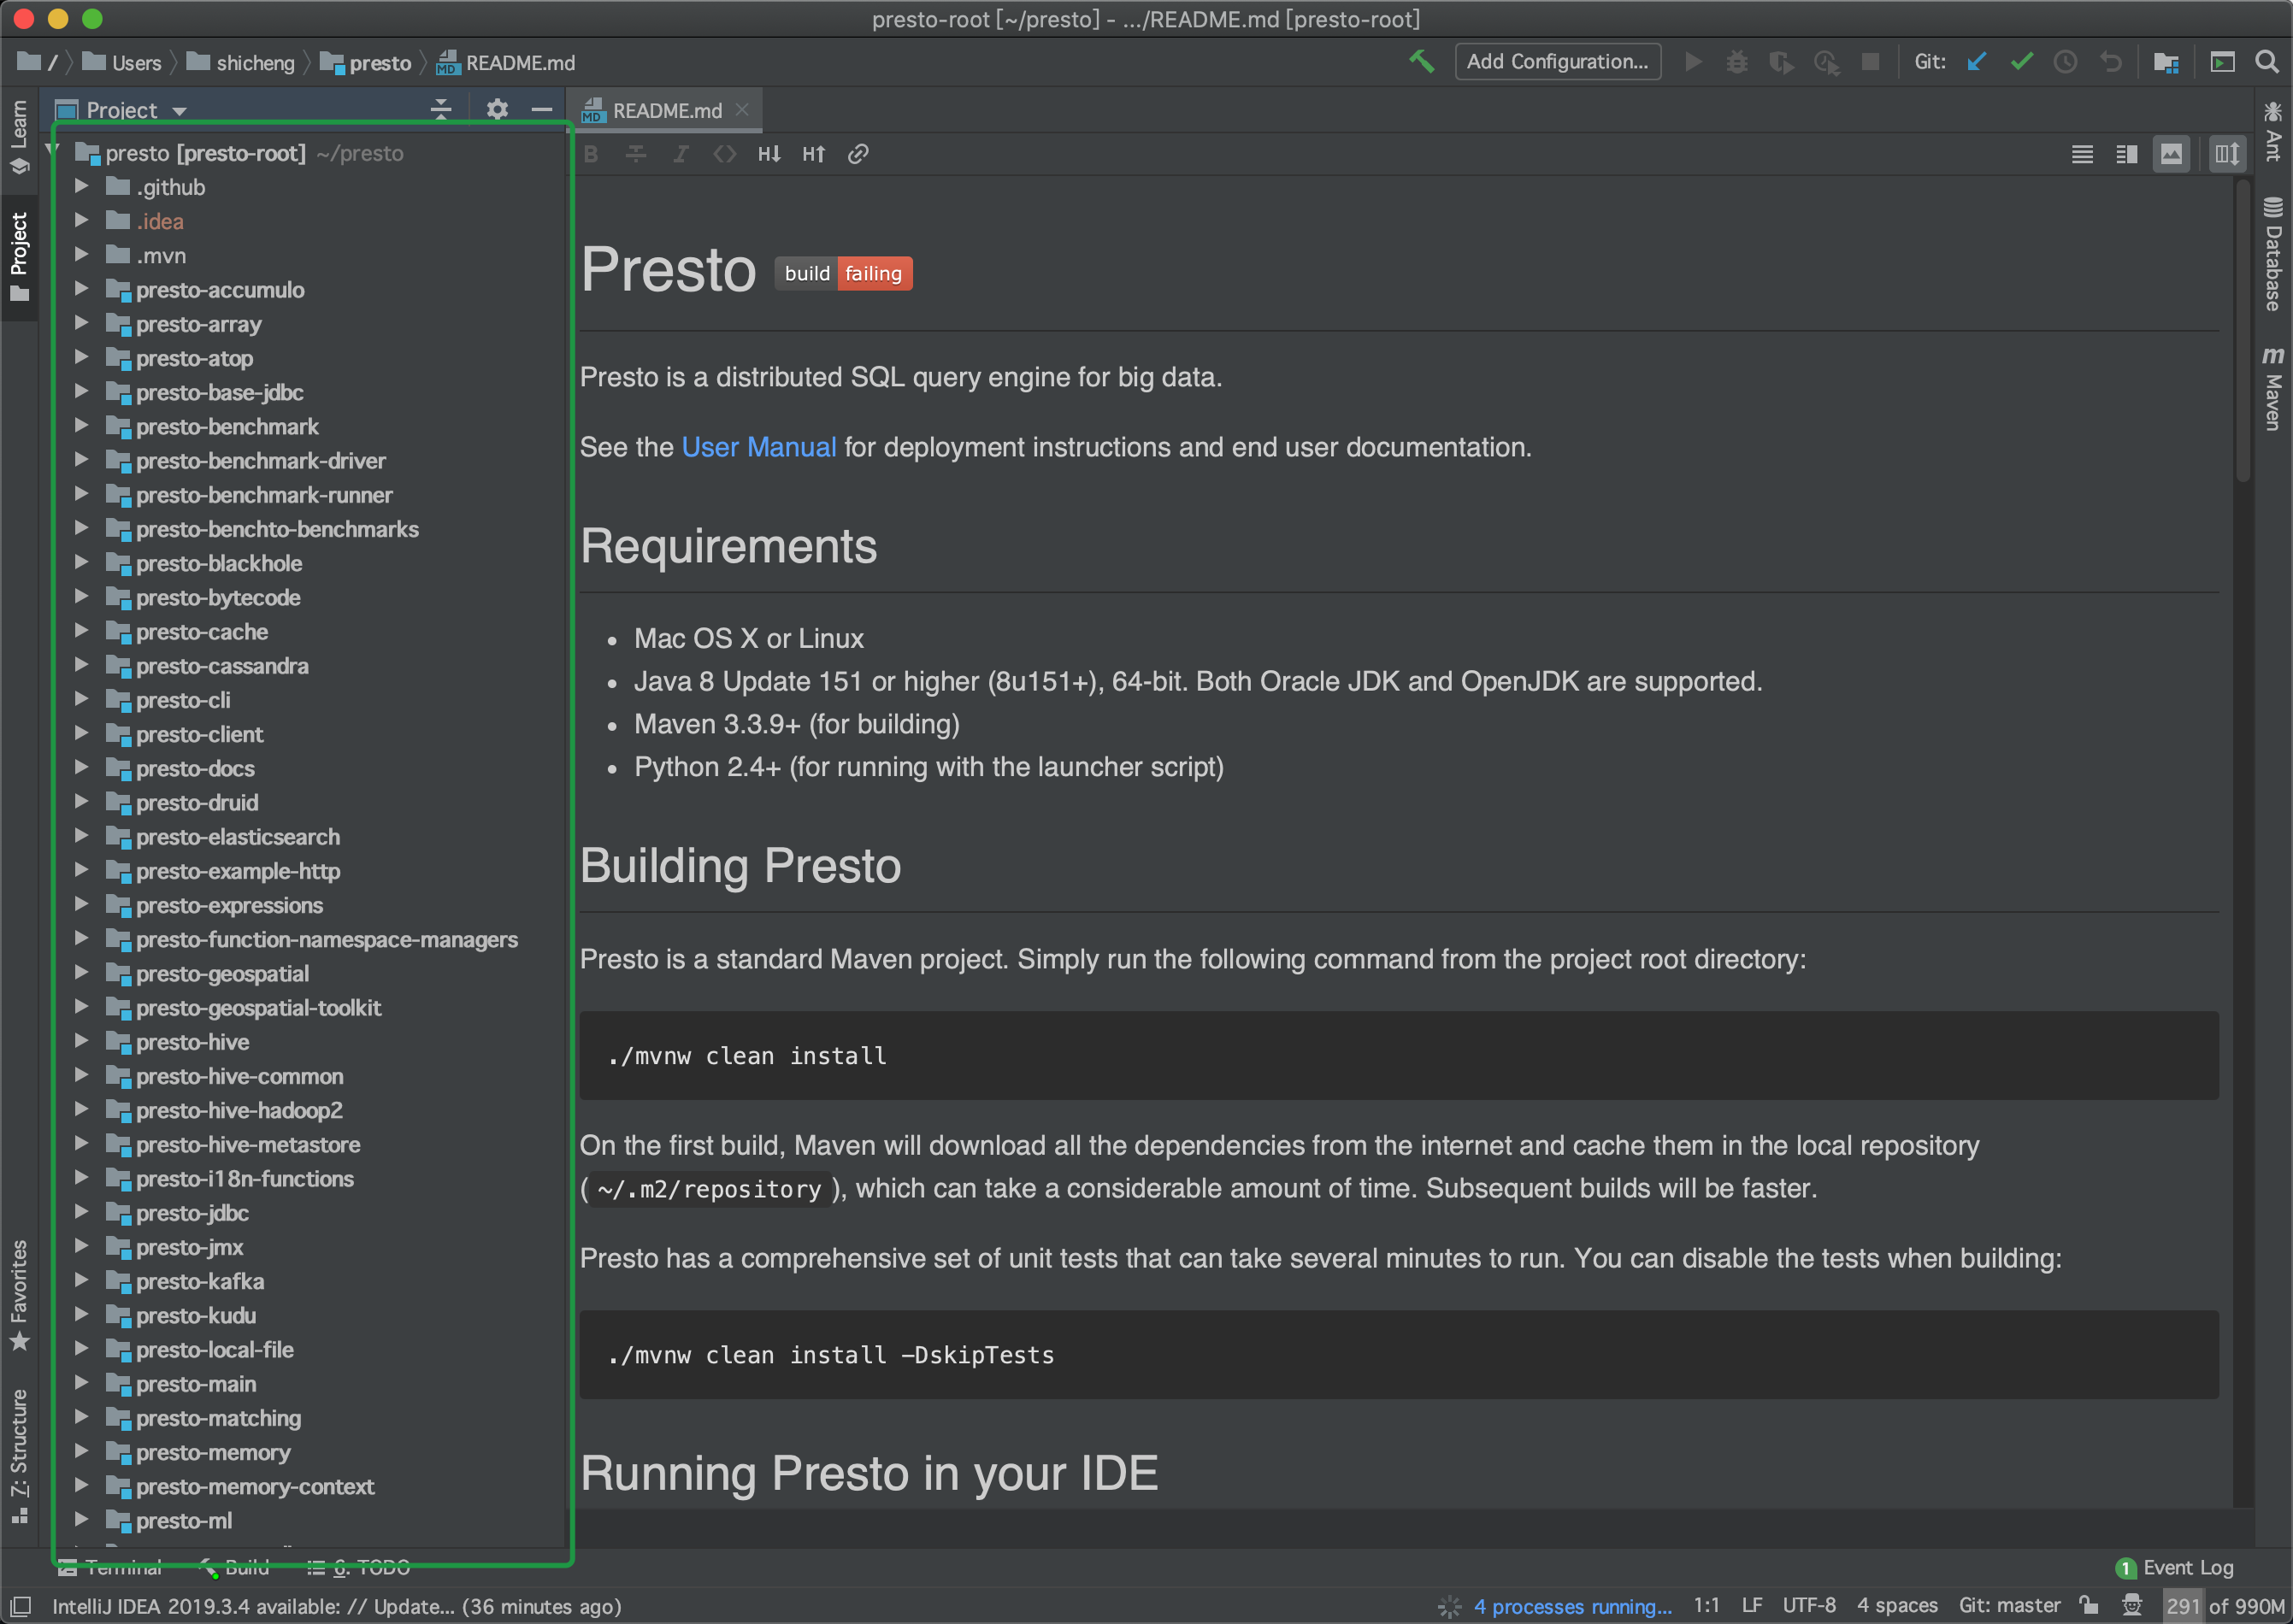 presto-root [~/presto] - .../README.md [presto-root]
/ Users shicheng presto README.md
Add Configuration... Git:
Learn
Project
Favorites
Z: Structure
Project
presto [presto-root] ~/presto
.github
.idea
.mvn
presto-accumulo
presto-array
presto-atop
presto-base-jdbc
presto-benchmark
presto-benchmark-driver
presto-benchmark-runner
presto-benchto-benchmarks
presto-blackhole
presto-bytecode
presto-cache
presto-cassandra
presto-cli
presto-client
presto-docs
presto-druid
presto-elasticsearch
presto-example-http
presto-expressions
presto-function-namespace-managers
presto-geospatial
presto-geospatial-toolkit
presto-hive
presto-hive-common
presto-hive-hadoop2
presto-hive-metastore
presto-i18n-functions
presto-jdbc
presto-jmx
presto-kafka
presto-kudu
presto-local-file
presto-main
presto-matching
presto-memory
presto-memory-context
presto-ml
README.md
B I <> H↓ H↑
Presto build failing
Presto is a distributed SQL query engine for big data.
See the User Manual for deployment instructions and end user documentation.
Requirements
• Mac OS X or Linux
• Java 8 Update 151 or higher (8u151+), 64-bit. Both Oracle JDK and OpenJDK are supported.
• Maven 3.3.9+ (for building)
• Python 2.4+ (for running with the launcher script)
Building Presto
Presto is a standard Maven project. Simply run the following command from the project root directory:
./mvnw clean install
On the first build, Maven will download all the dependencies from the internet and cache them in the local repository
(~/.m2/repository), which can take a considerable amount of time. Subsequent builds will be faster.
Presto has a comprehensive set of unit tests that can take several minutes to run. You can disable the tests when building:
./mvnw clean install -DskipTests
Running Presto in your IDE
Ant
Database
m Maven
Terminal Build 6: TODO
1 Event Log
IntelliJ IDEA 2019.3.4 available: // Update... (36 minutes ago)
4 processes running... 1:1 LF UTF-8 4 spaces Git: master 291 of 990M